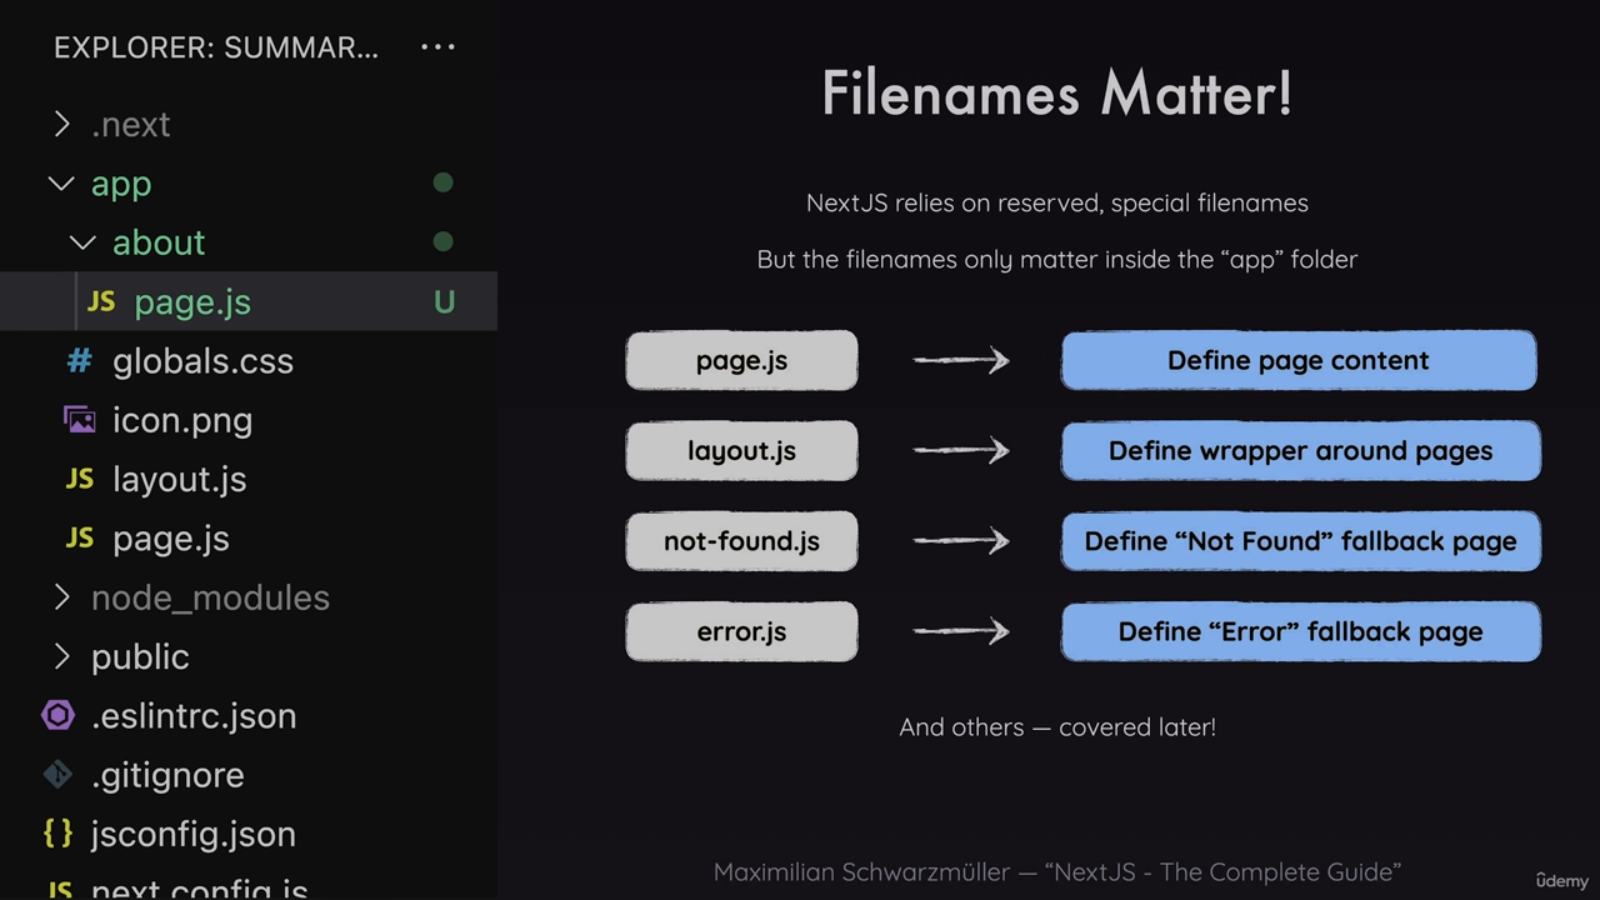 EXPLORER: SUMMAR...
.next
app
about
JS page.js U
# globals.css
icon.png
JS layout.js
JS page.js
node_modules
public
.eslintrc.json
.gitignore
{} jsconfig.json
JS next.config.js
Filenames Matter!
NextJS relies on reserved, special filenames
But the filenames only matter inside the “app” folder
page.js
Define page content
layout.js
Define wrapper around pages
not-found.js
Define “Not Found” fallback page
error.js
Define “Error” fallback page
And others — covered later!
Maximilian Schwarzmüller — “NextJS - The Complete Guide”
ûdemy